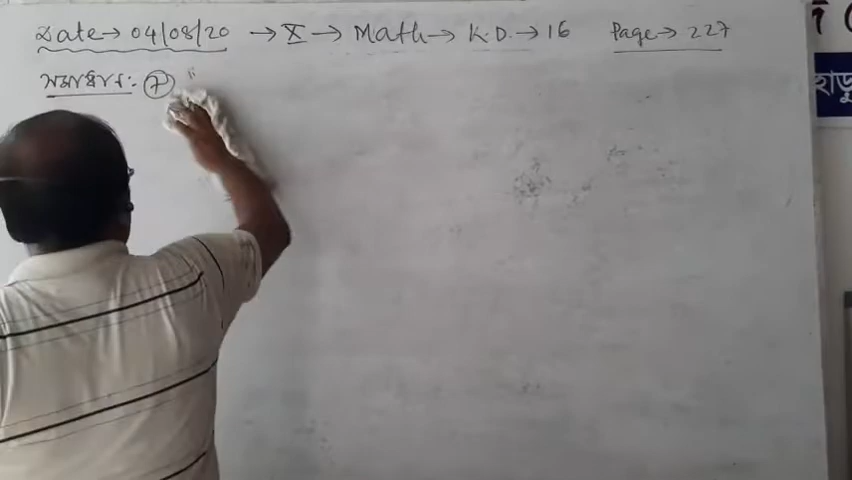 Date→ 04/08/20 → X → Math → K.D. → 16 Page→ 227
সমাধান:- 7
হাড়